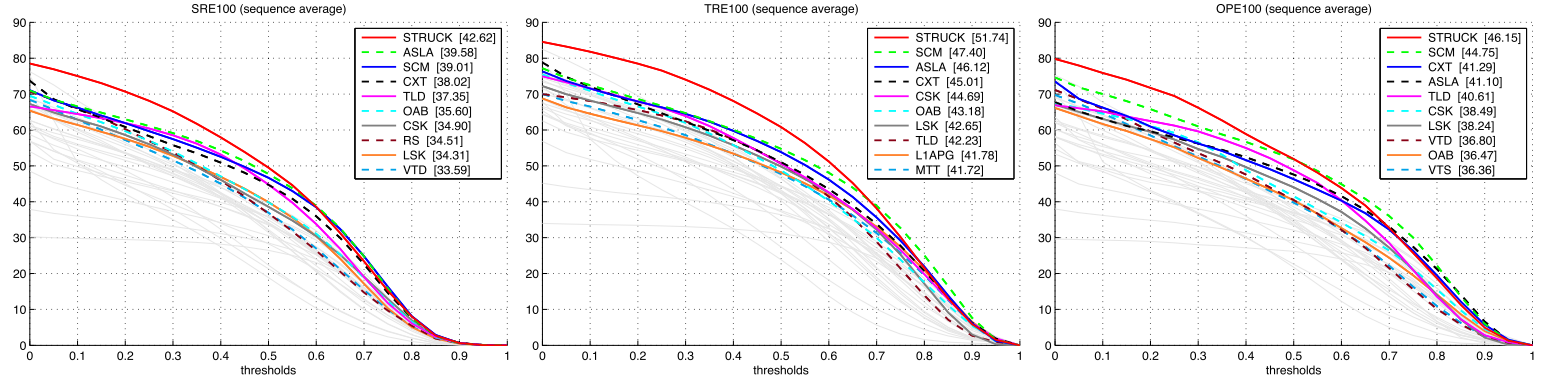 SRE100 (sequence average)
90
80
70
60
50
40
30
20
10
0
0 0.1 0.2 0.3 0.4 0.5 0.6 0.7 0.8 0.9 1
thresholds
STRUCK [42.62]
ASLA [39.58]
SCM [39.01]
CXT [38.02]
TLD [37.35]
OAB [35.60]
CSK [34.90]
RS [34.51]
LSK [34.31]
VTD [33.59]
TRE100 (sequence average)
90
80
70
60
50
40
30
20
10
0
0 0.1 0.2 0.3 0.4 0.5 0.6 0.7 0.8 0.9 1
thresholds
STRUCK [51.74]
SCM [47.40]
ASLA [46.12]
CXT [45.01]
CSK [44.69]
OAB [43.18]
LSK [42.65]
TLD [42.23]
L1APG [41.78]
MTT [41.72]
OPE100 (sequence average)
90
80
70
60
50
40
30
20
10
0
0 0.1 0.2 0.3 0.4 0.5 0.6 0.7 0.8 0.9 1
thresholds
STRUCK [46.15]
SCM [44.75]
CXT [41.29]
ASLA [41.10]
TLD [40.61]
CSK [38.49]
LSK [38.24]
VTD [36.80]
OAB [36.47]
VTS [36.36]